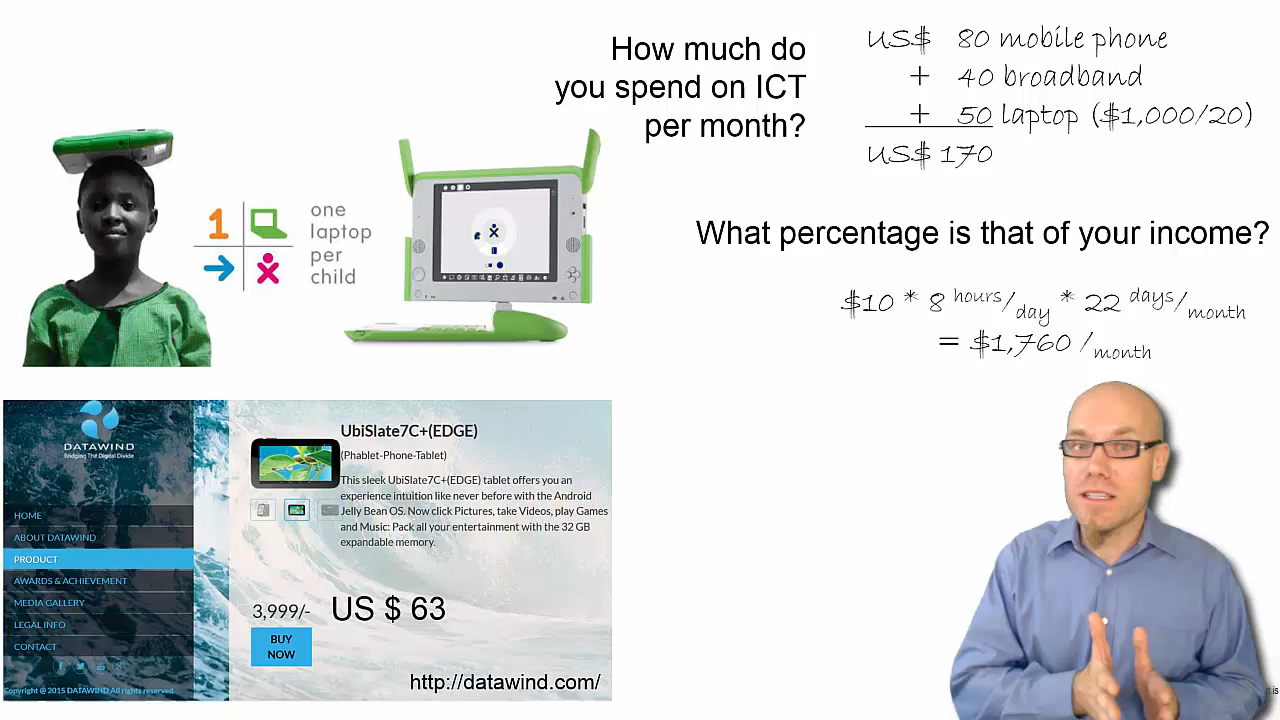 How much do
you spend on ICT
per month?
US$ 80 mobile phone
+ 40 broadband
+ 50 laptop ($1,000/20)
US$ 170
What percentage is that of your income?
$10 * 8 hours/day * 22 days/month
= $1,760 /month
1
one
laptop
per
child
DATAWIND
Bridging The Digital Divide
HOME
ABOUT DATAWIND
PRODUCT
AWARDS & ACHIEVEMENT
MEDIA GALLERY
LEGAL INFO
CONTACT
Copyright @ 2015 DATAWIND All rights reserved
UbiSlate7C+(EDGE)
(Phablet-Phone-Tablet)
This sleek UbiSlate7C+(EDGE) tablet offers you an
experience intuition like never before with the Android
Jelly Bean OS. Now click Pictures, take Videos, play Games
and Music: Pack all your entertainment with the 32 GB
expandable memory.
3,999/- US $ 63
BUY
NOW
http://datawind.com/